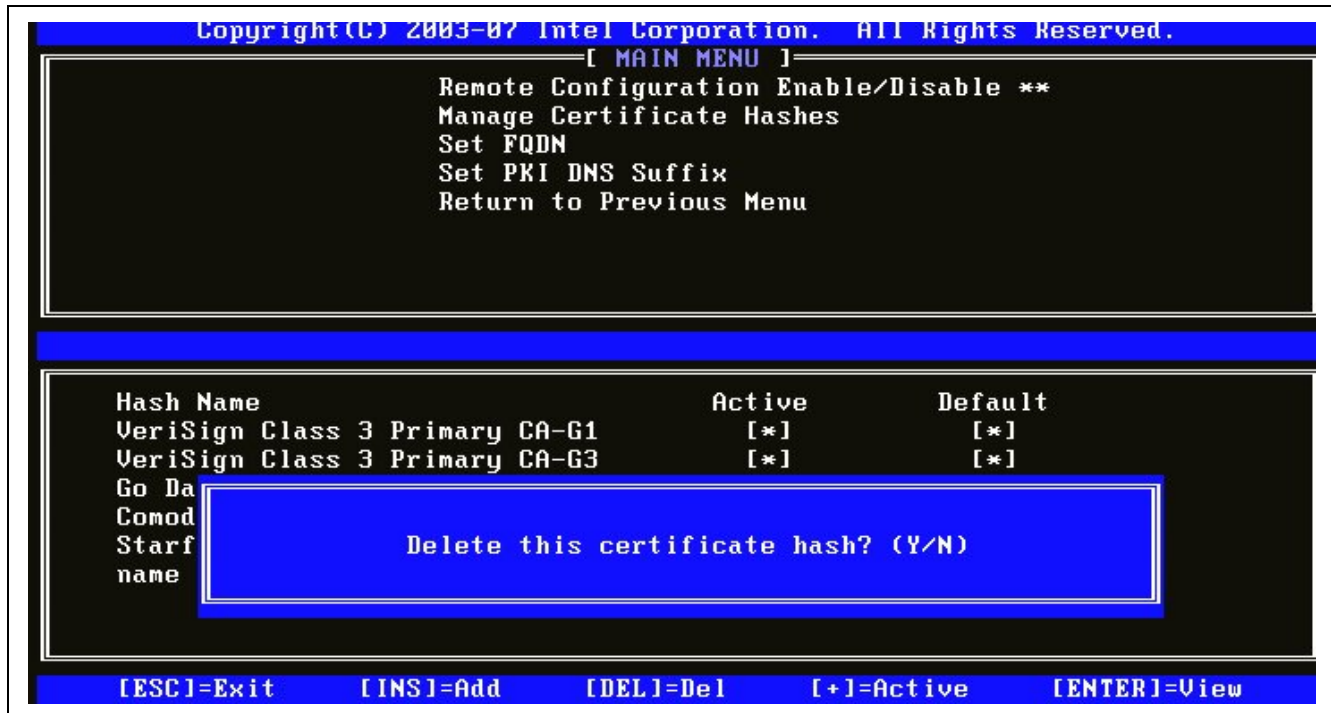 Copyright(C) 2003-07 Intel Corporation. All Rights Reserved.
[ MAIN MENU ]
Remote Configuration Enable/Disable **
Manage Certificate Hashes
Set FQDN
Set PKI DNS Suffix
Return to Previous Menu
Hash Name Active Default
VeriSign Class 3 Primary CA-G1 [*] [*]
VeriSign Class 3 Primary CA-G3 [*] [*]
Go Da
Comod
Starf
name
Delete this certificate hash? (Y/N)
[ESC]=Exit [INS]=Add [DEL]=Del [+]=Active [ENTER]=View